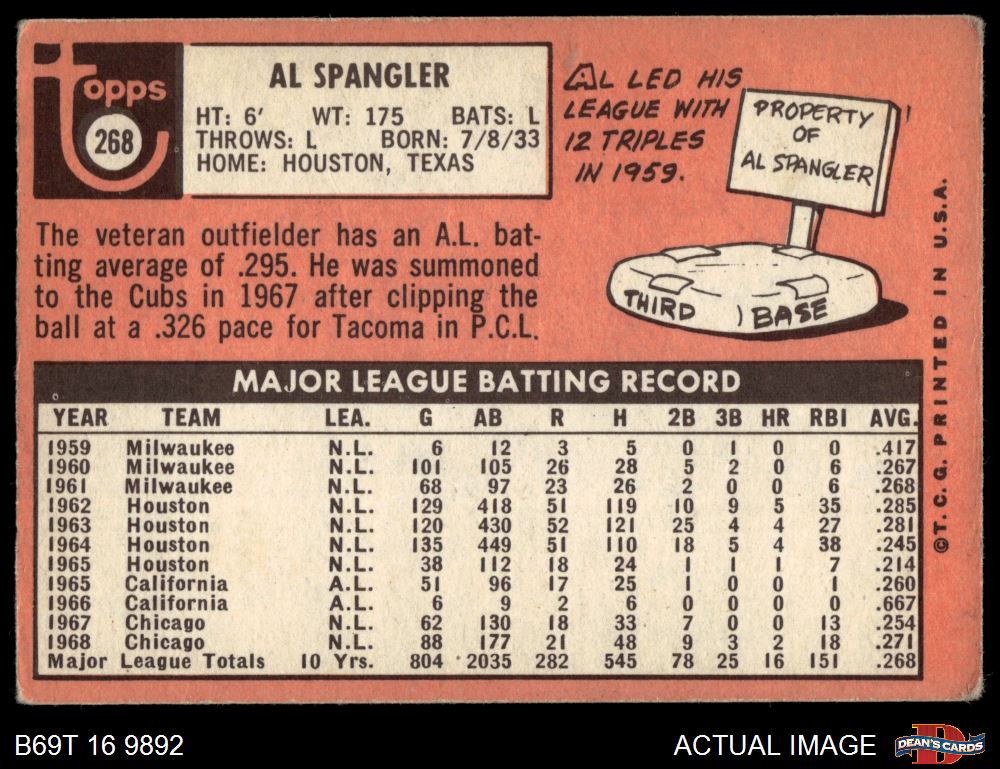 Topps
268
AL SPANGLER
HT: 6' WT: 175 BATS: L
THROWS: L BORN: 7/8/33
HOME: HOUSTON, TEXAS
AL LED HIS
LEAGUE WITH
12 TRIPLES
IN 1959.
PROPERTY
OF
AL SPANGLER
THIRD BASE
The veteran outfielder has an A.L. bat-
ting average of .295. He was summoned
to the Cubs in 1967 after clipping the
ball at a .326 pace for Tacoma in P.C.L.
MAJOR LEAGUE BATTING RECORD
YEAR TEAM LEA. G AB R H 2B 3B HR RBI AVG.
1959 Milwaukee N.L. 6 12 3 5 0 1 0 0 .417
1960 Milwaukee N.L. 101 105 26 28 5 2 0 6 .267
1961 Milwaukee N.L. 68 97 23 26 2 0 0 6 .268
1962 Houston N.L. 129 418 51 119 10 9 5 35 .285
1963 Houston N.L. 120 430 52 121 25 4 4 27 .281
1964 Houston N.L. 135 449 51 110 18 5 4 38 .245
1965 Houston N.L. 38 112 18 24 1 1 1 7 .214
1965 California A.L. 51 96 17 25 1 0 0 1 .260
1966 California A.L. 6 9 2 6 0 0 0 0 .667
1967 Chicago N.L. 62 130 18 33 7 0 0 13 .254
1968 Chicago N.L. 88 177 21 48 9 3 2 18 .271
Major League Totals 10 Yrs. 804 2035 282 545 78 25 16 151 .268
©T.C.G. PRINTED IN U.S.A.
B69T 16 9892
ACTUAL IMAGE
D
DEAN'S CARDS